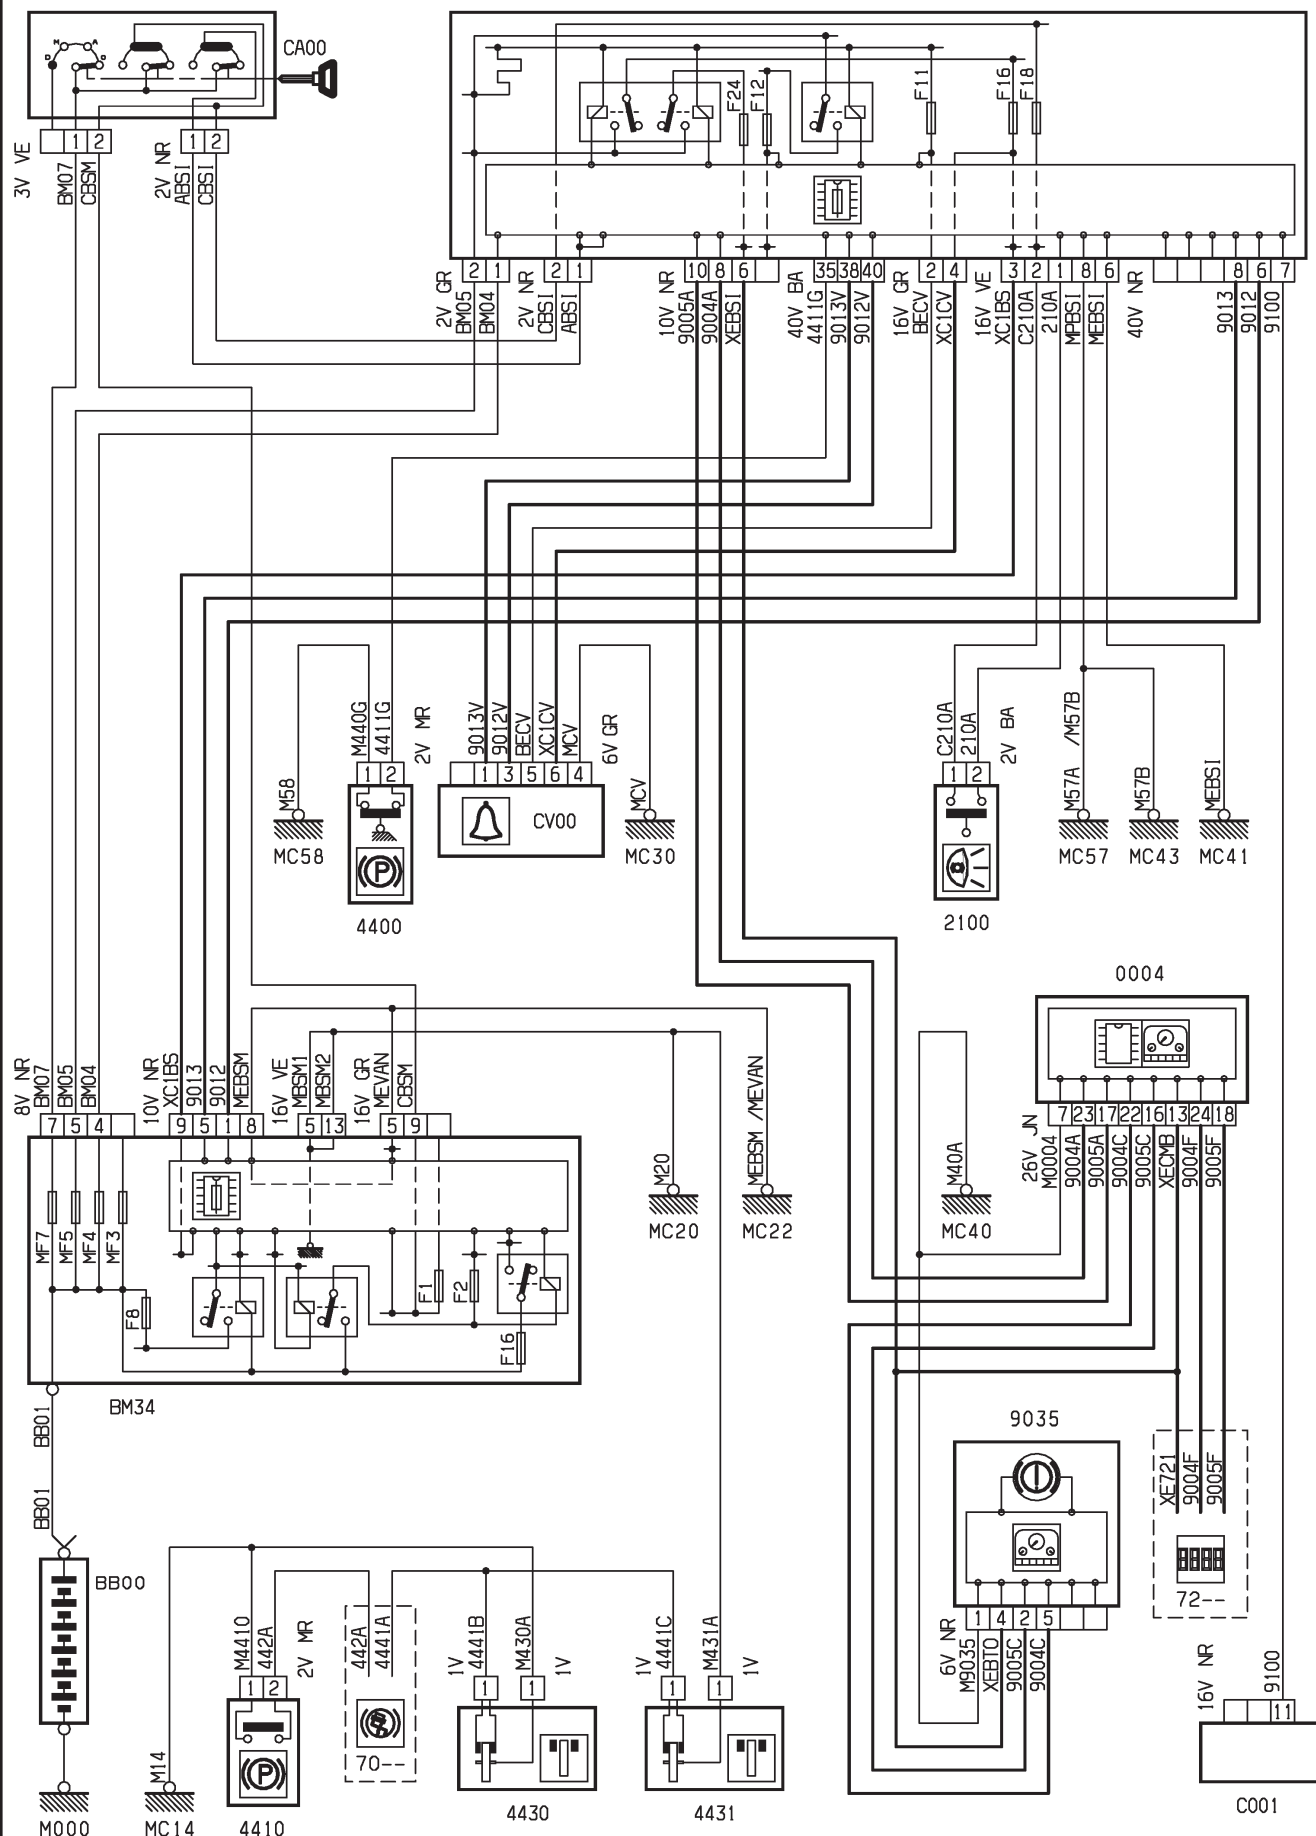 M A
D D
CA00
1 2
1 2
3V VE
BM07
CBSM
2V NR
ABSI
CBSI
F24
F12
F11
F16
F18
2 1
2 1
10 8 6
35 38 40
2 4
3 2 1 8 6
8 6 7
2V GR
BM05
BM04
2V NR
CBSI
ABSI
10V NR
9005A
9004A
XEBSI
40V BA
4411G
9013V
9012V
16V GR
BECV
XC1CV
16V VE
XC1BS
C210A
210A
MPBSI
MEBSI
40V NR
9013
9012
9100
M58
MC58
M440G
4411G
2V MR
1 2
P
4400
9013V
9012V
BECV
XC1CV
MCV
6V GR
1 3 5 6 4
CV00
MCV
MC30
C210A
210A
2V BA
1 2
2100
M57A /M57B
MC57
M57B
MC43
MEBSI
MC41
0004
7 23 17 22 16 13 24 18
26V JN
M0004
9004A
9005A
9004C
9005C
XECMB
9004F
9005F
8V NR
BM07
BM05
BM04
10V NR
XC1BS
9013
9012
MEBSM
16V VE
MBSM1
MBSM2
16V GR
MEVAN
CBSM
7 5 4
9 5 1 8
5 13
5 9
MF7
MF5
MF4
MF3
F8
F1
F2
F16
BM34
M20
MC20
MEBSM /MEVAN
MC22
M40A
MC40
BB01
BB01
BB00
M000
M14
MC14
M4410
442A
2V MR
1 2
P
4410
442A
4441A
70--
1V
4441B
M430A
1V
1 1
4430
1V
4441C
M431A
1V
1 1
4431
9035
1 4 2 5
6V NR
M9035
XEBTO
9005C
9004C
XE721
9004F
9005F
72--
16V NR
9100
11
C001